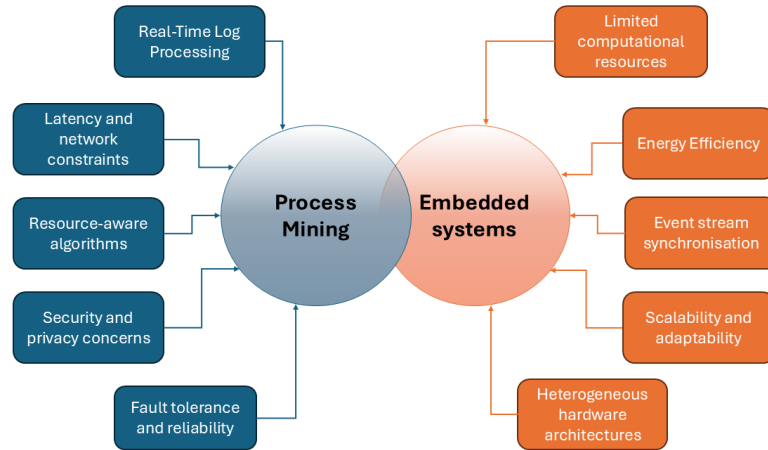 Real-Time Log
Processing
Latency and
network
constraints
Resource-aware
algorithms
Security and
privacy concerns
Fault tolerance
and reliability
Process
Mining
Embedded
systems
Limited
computational
resources
Energy Efficiency
Event stream
synchronisation
Scalability and
adaptability
Heterogeneous
hardware
architectures